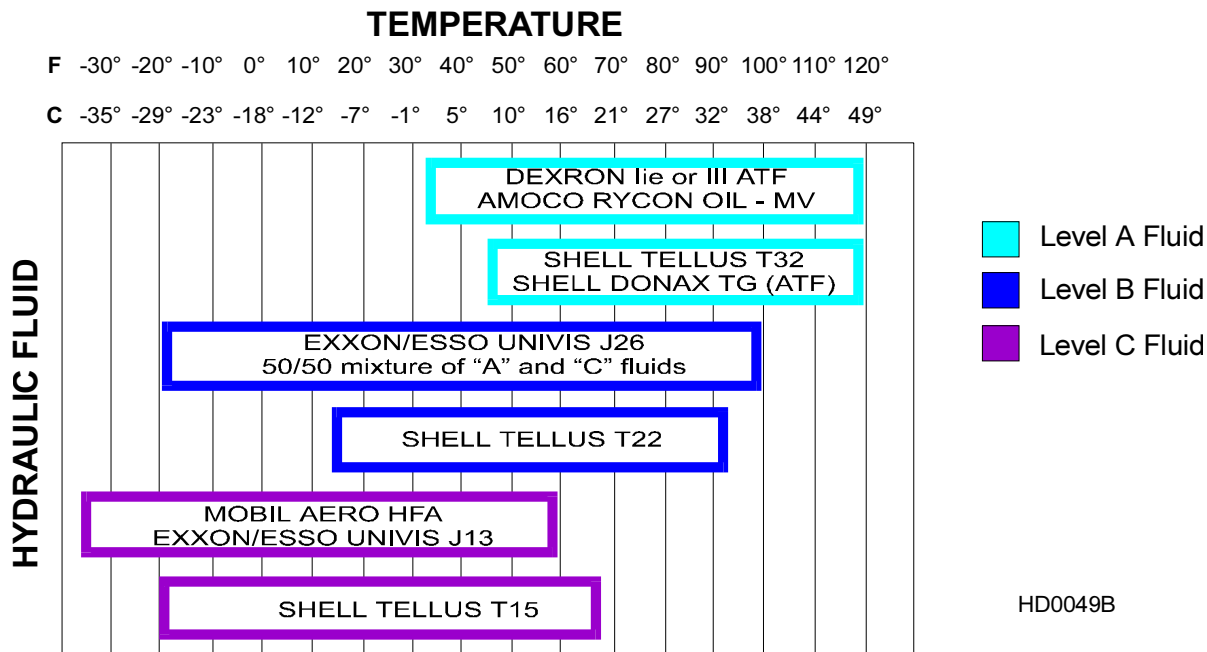 TEMPERATURE
F -30° -20° -10° 0° 10° 20° 30° 40° 50° 60° 70° 80° 90° 100° 110° 120°
C -35° -29° -23° -18° -12° -7° -1° 5° 10° 16° 21° 27° 32° 38° 44° 49°
HYDRAULIC FLUID
DEXRON IIe or III ATF
AMOCO RYCON OIL - MV
SHELL TELLUS T32
SHELL DONAX TG (ATF)
EXXON/ESSO UNIVIS J26
50/50 mixture of “A” and “C” fluids
SHELL TELLUS T22
MOBIL AERO HFA
EXXON/ESSO UNIVIS J13
SHELL TELLUS T15
Level A Fluid
Level B Fluid
Level C Fluid
HD0049B